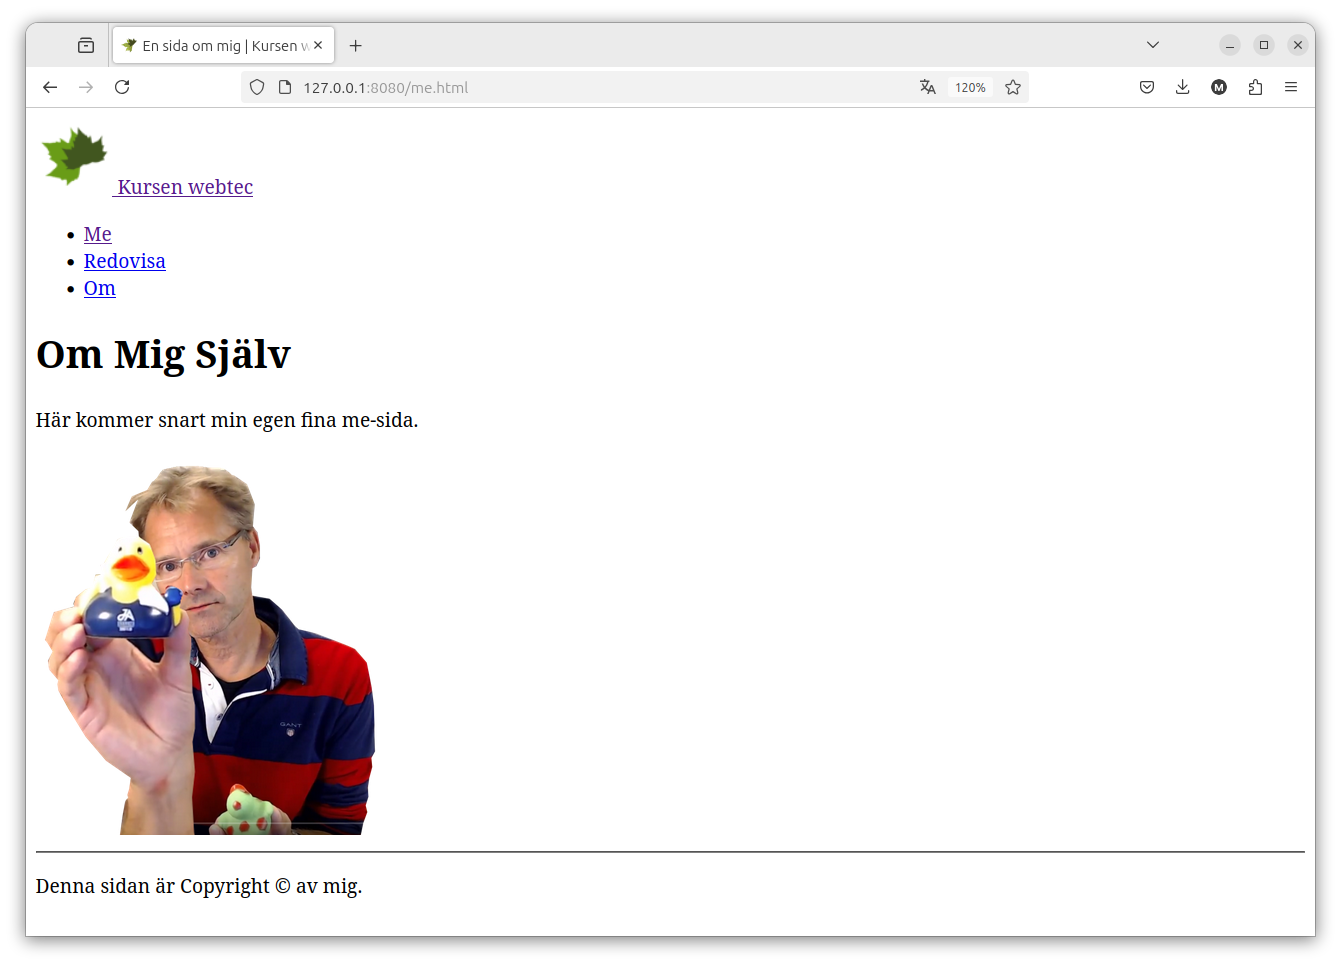 En sida om mig | Kursen w
127.0.0.1:8080/me.html
120%
M
Kursen webtec
Me
Redovisa
Om
Om Mig Själv
Här kommer snart min egen fina me-sida.
GANT
Denna sidan är Copyright © av mig.